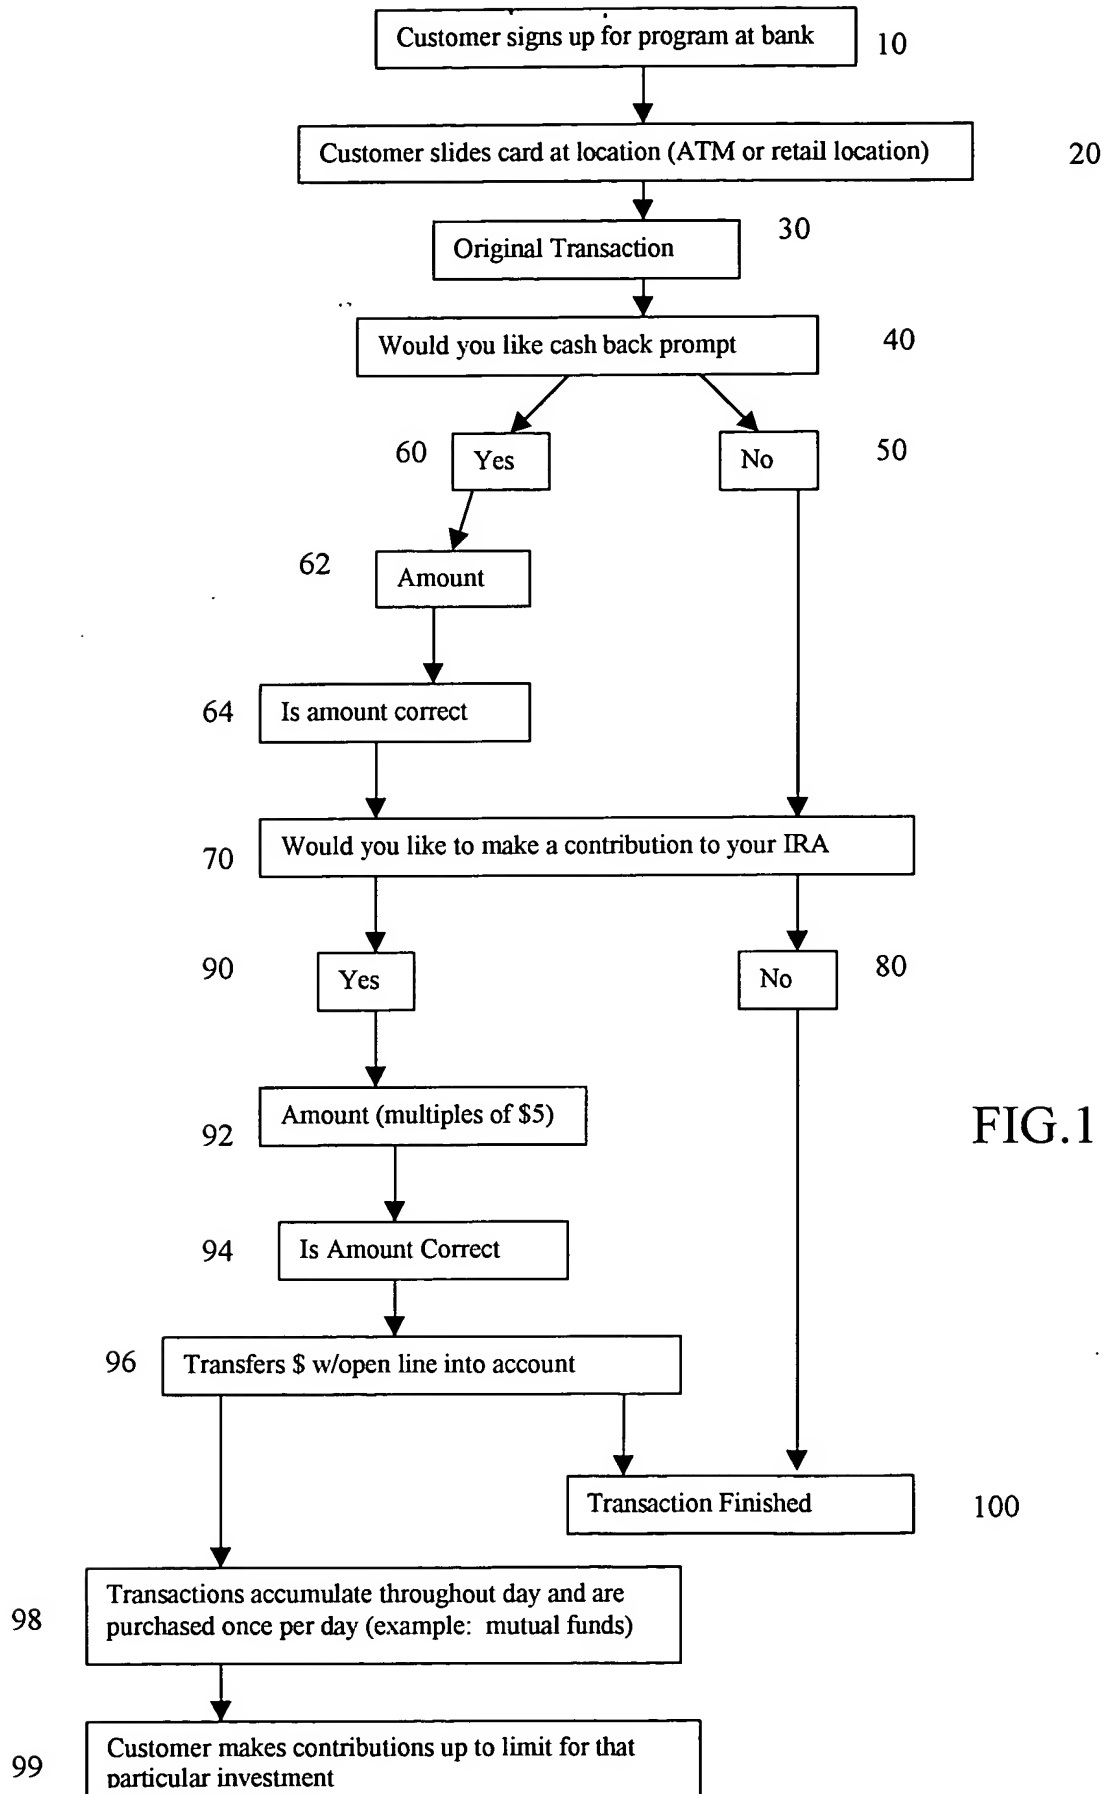 Customer signs up for program at bank 10
Customer slides card at location (ATM or retail location) 20
Original Transaction 30
Would you like cash back prompt 40
60 Yes No 50
62 Amount
64 Is amount correct
70 Would you like to make a contribution to your IRA
90 Yes No 80
92 Amount (multiples of $5)
FIG.1
94 Is Amount Correct
96 Transfers $ w/open line into account
Transaction Finished 100
98 Transactions accumulate throughout day and are
purchased once per day (example: mutual funds)
99 Customer makes contributions up to limit for that
particular investment